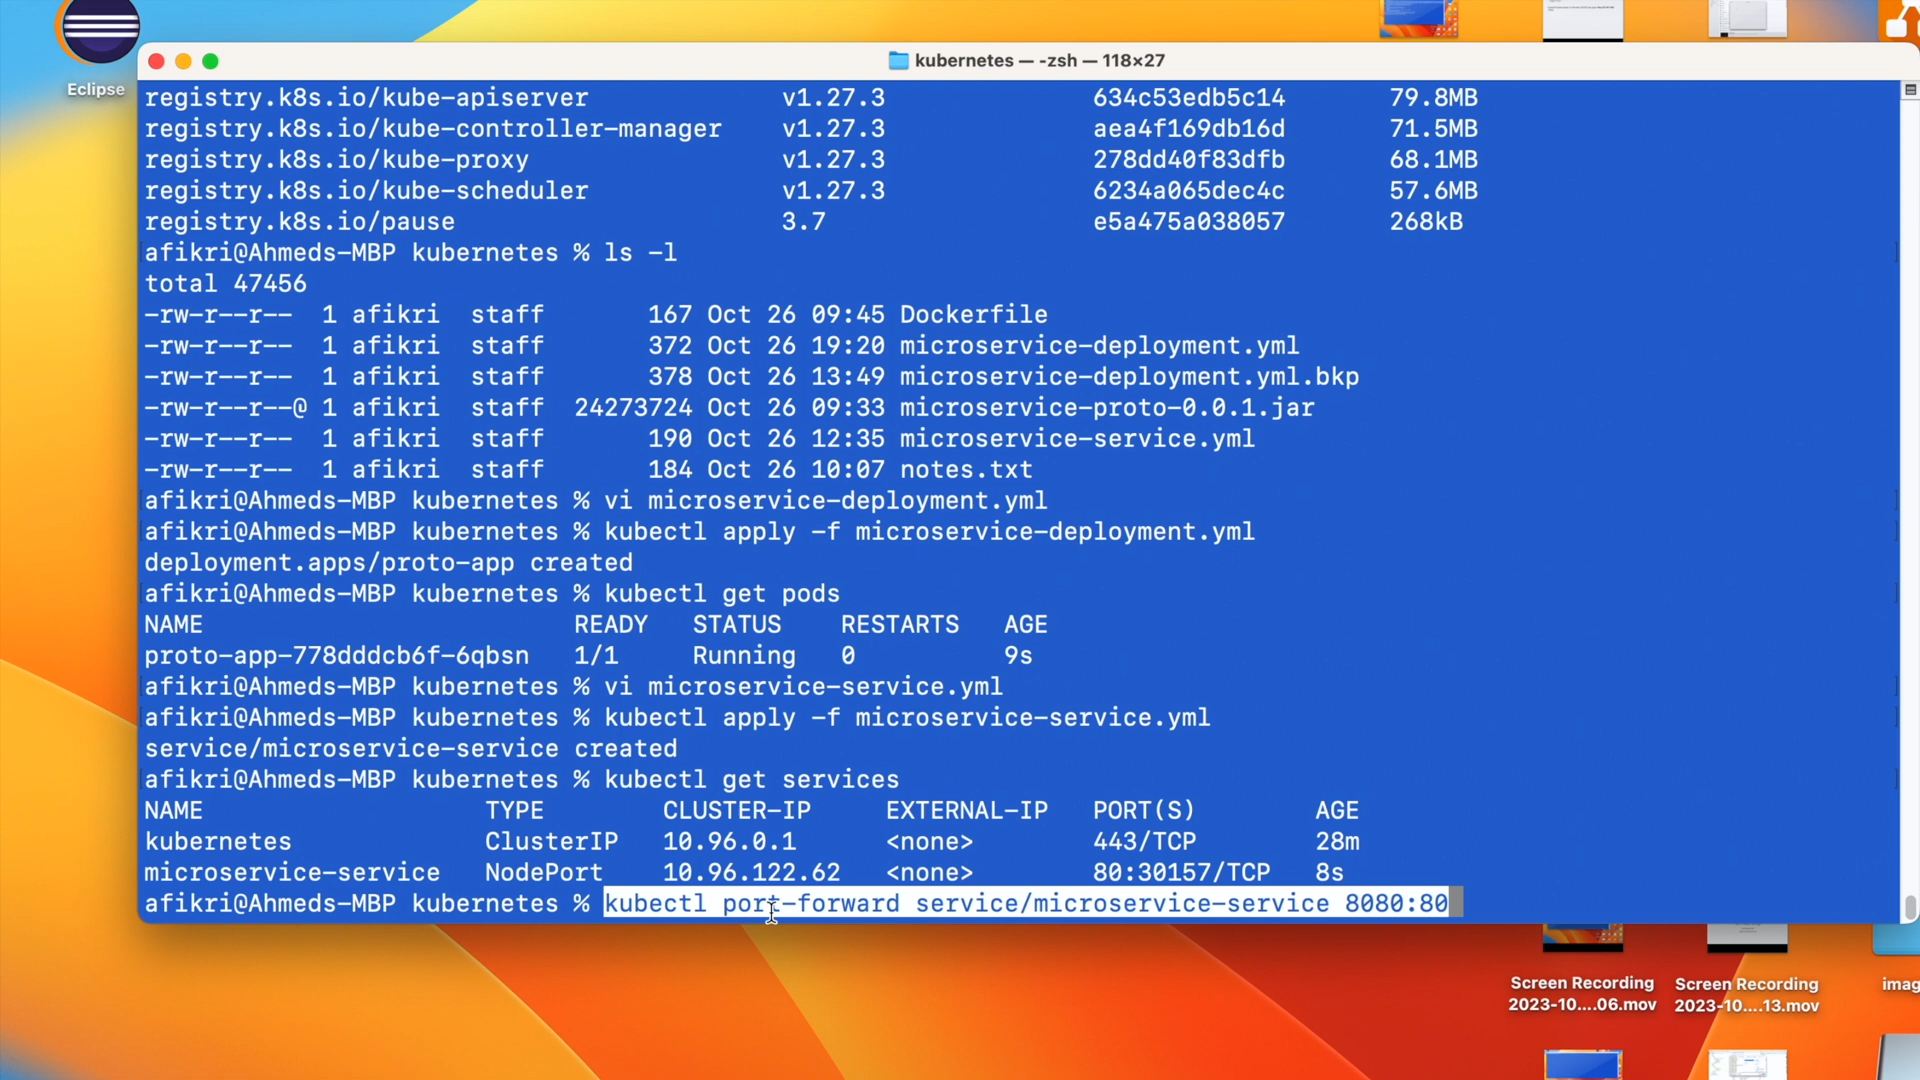 Eclipse
kubernetes — -zsh — 118×27
registry.k8s.io/kube-apiserver v1.27.3 634c53edb5c14 79.8MB
registry.k8s.io/kube-controller-manager v1.27.3 aea4f169db16d 71.5MB
registry.k8s.io/kube-proxy v1.27.3 278dd40f83dfb 68.1MB
registry.k8s.io/kube-scheduler v1.27.3 6234a065dec4c 57.6MB
registry.k8s.io/pause 3.7 e5a475a038057 268kB
afikri@Ahmeds-MBP kubernetes % ls -l
total 47456
-rw-r--r-- 1 afikri staff 167 Oct 26 09:45 Dockerfile
-rw-r--r-- 1 afikri staff 372 Oct 26 19:20 microservice-deployment.yml
-rw-r--r-- 1 afikri staff 378 Oct 26 13:49 microservice-deployment.yml.bkp
-rw-r--r--@ 1 afikri staff 24273724 Oct 26 09:33 microservice-proto-0.0.1.jar
-rw-r--r-- 1 afikri staff 190 Oct 26 12:35 microservice-service.yml
-rw-r--r-- 1 afikri staff 184 Oct 26 10:07 notes.txt
afikri@Ahmeds-MBP kubernetes % vi microservice-deployment.yml
afikri@Ahmeds-MBP kubernetes % kubectl apply -f microservice-deployment.yml
deployment.apps/proto-app created
afikri@Ahmeds-MBP kubernetes % kubectl get pods
NAME READY STATUS RESTARTS AGE
proto-app-778dddcb6f-6qbsn 1/1 Running 0 9s
afikri@Ahmeds-MBP kubernetes % vi microservice-service.yml
afikri@Ahmeds-MBP kubernetes % kubectl apply -f microservice-service.yml
service/microservice-service created
afikri@Ahmeds-MBP kubernetes % kubectl get services
NAME TYPE CLUSTER-IP EXTERNAL-IP PORT(S) AGE
kubernetes ClusterIP 10.96.0.1 <none> 443/TCP 28m
microservice-service NodePort 10.96.122.62 <none> 80:30157/TCP 8s
afikri@Ahmeds-MBP kubernetes % kubectl port-forward service/microservice-service 8080:80
Screen Recording
2023-10....06.mov
Screen Recording
2023-10....13.mov
imag